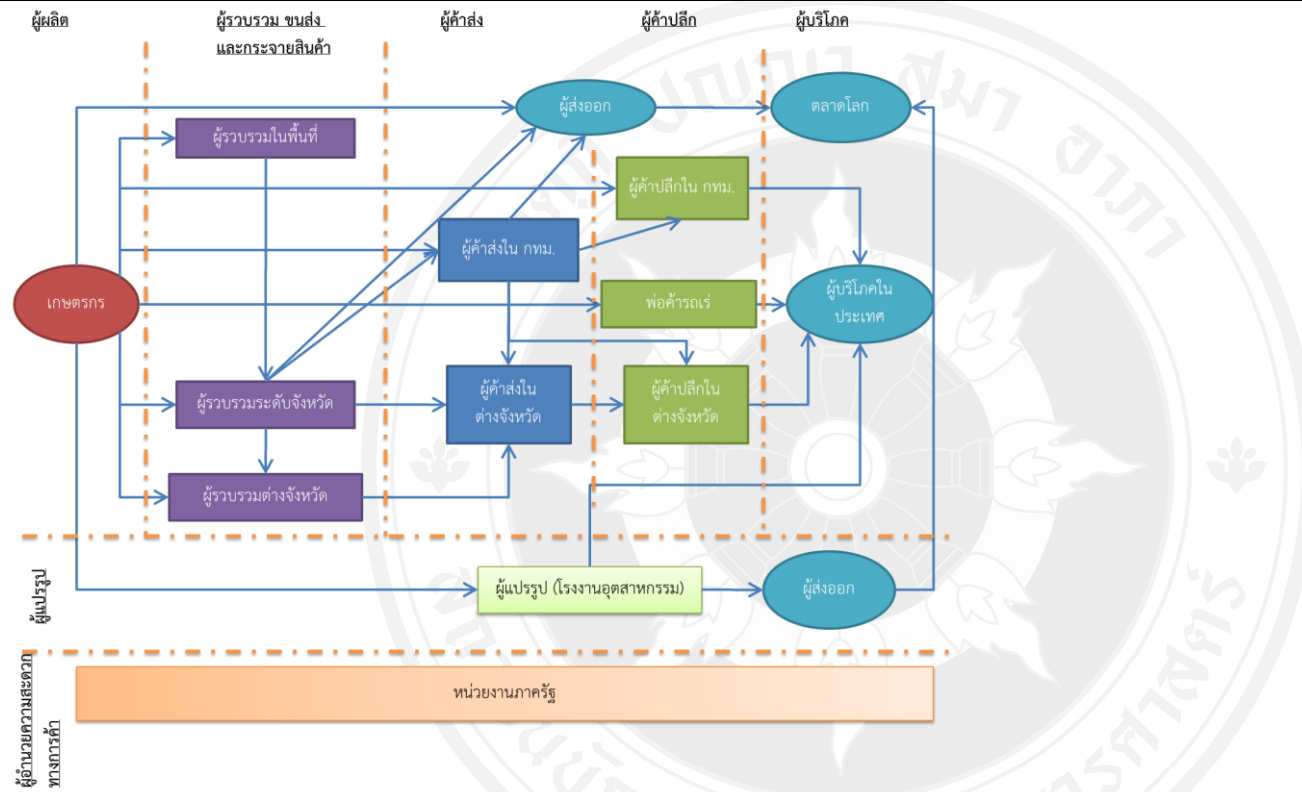 ผู้ผลิต
ผู้รวบรวม ขนส่ง
และกระจายสินค้า
ผู้ค้าส่ง
ผู้ค้าปลีก
ผู้บริโภค
ผู้ส่งออก
ตลาดโลก
ผู้รวบรวมในพื้นที่
ผู้ค้าปลีกใน กทม.
ผู้ค้าส่งใน กทม.
เกษตรกร
พ่อค้ารถเร่
ผู้บริโภคใน
ประเทศ
ผู้รวบรวมระดับจังหวัด
ผู้ค้าส่งใน
ต่างจังหวัด
ผู้ค้าปลีกใน
ต่างจังหวัด
ผู้รวบรวมต่างจังหวัด
ผู้แปรรูป
ผู้แปรรูป (โรงงานอุตสาหกรรม)
ผู้ส่งออก
ผู้อำนวยความสะดวก
ทางการค้า
หน่วยงานภาครัฐ
ปญญา สมา อาภา